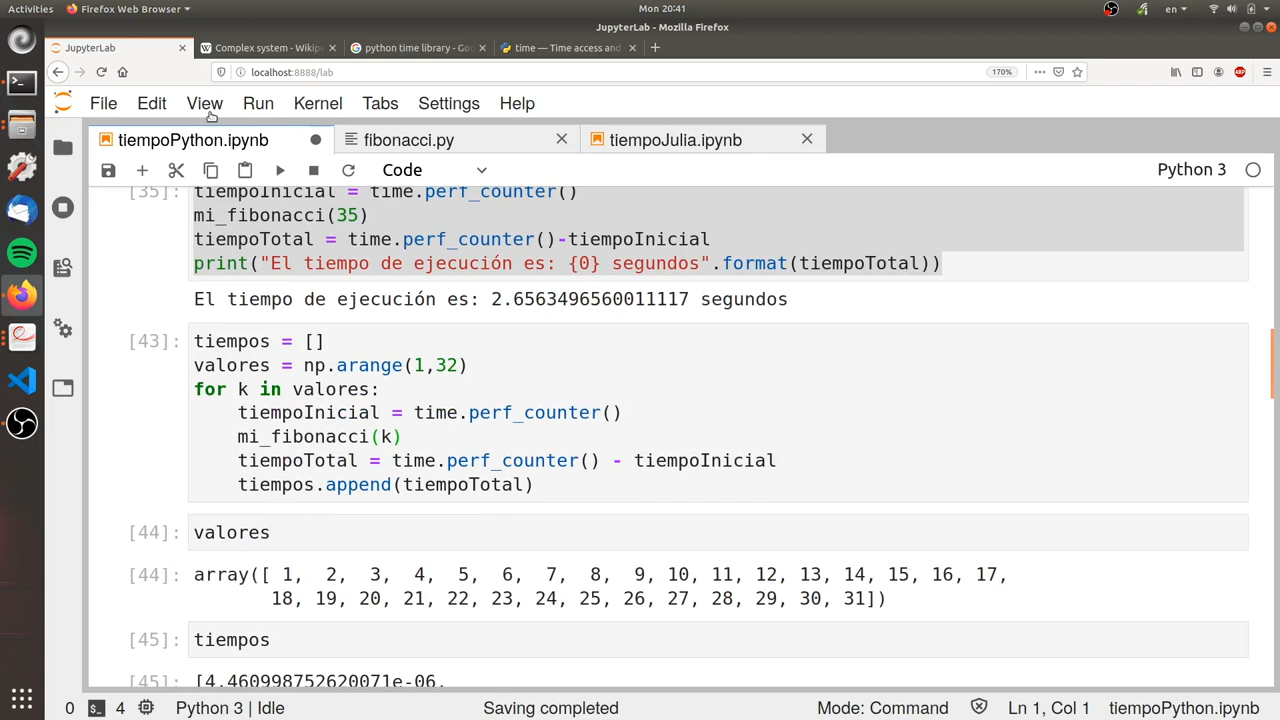 Activities
Firefox Web Browser
Mon 20:41
en
JupyterLab - Mozilla Firefox
JupyterLab
Complex system - Wikipe
python time library - Goo
time — Time access and
localhost:8888/lab
170%
ABP
File Edit View Run Kernel Tabs Settings Help
tiempoPython.ipynb
fibonacci.py
tiempoJulia.ipynb
Code
Python 3
[35]: tiempoInicial = time.perf_counter()
mi_fibonacci(35)
tiempoTotal = time.perf_counter()-tiempoInicial
print("El tiempo de ejecución es: {0} segundos".format(tiempoTotal))
El tiempo de ejecución es: 2.6563496560011117 segundos
[43]: tiempos = []
valores = np.arange(1,32)
for k in valores:
tiempoInicial = time.perf_counter()
mi_fibonacci(k)
tiempoTotal = time.perf_counter() - tiempoInicial
tiempos.append(tiempoTotal)
[44]: valores
[44]: array([ 1, 2, 3, 4, 5, 6, 7, 8, 9, 10, 11, 12, 13, 14, 15, 16, 17,
18, 19, 20, 21, 22, 23, 24, 25, 26, 27, 28, 29, 30, 31])
[45]: tiempos
[45]: [4.460998752620071e-06,
0 4 Python 3 | Idle Saving completed Mode: Command Ln 1, Col 1 tiempoPython.ipynb